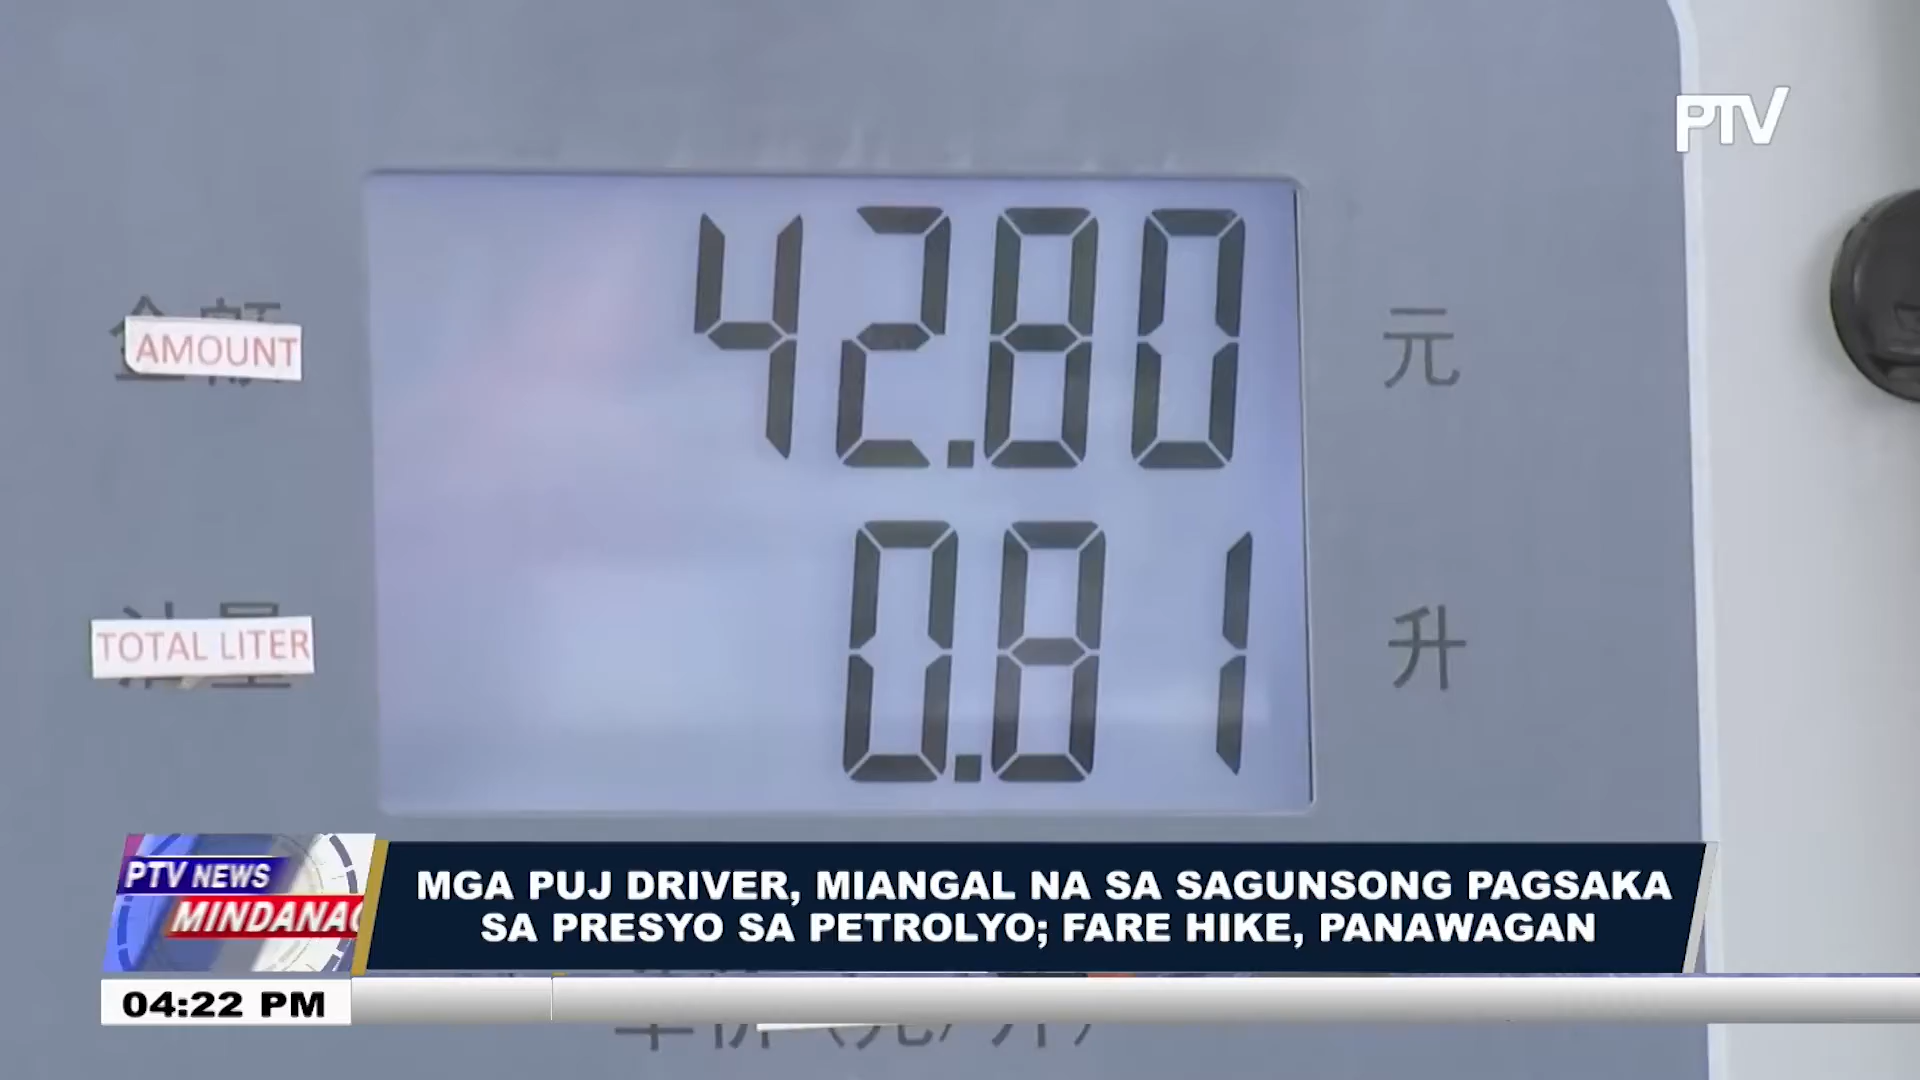 PTV
42.80
AMOUNT
元
0.81
TOTAL LITER
升
PTV NEWS
MINDANAO
MGA PUJ DRIVER, MIANGAL NA SA SAGUNSONG PAGSAKA
SA PRESYO SA PETROLYO; FARE HIKE, PANAWAGAN
04:22 PM